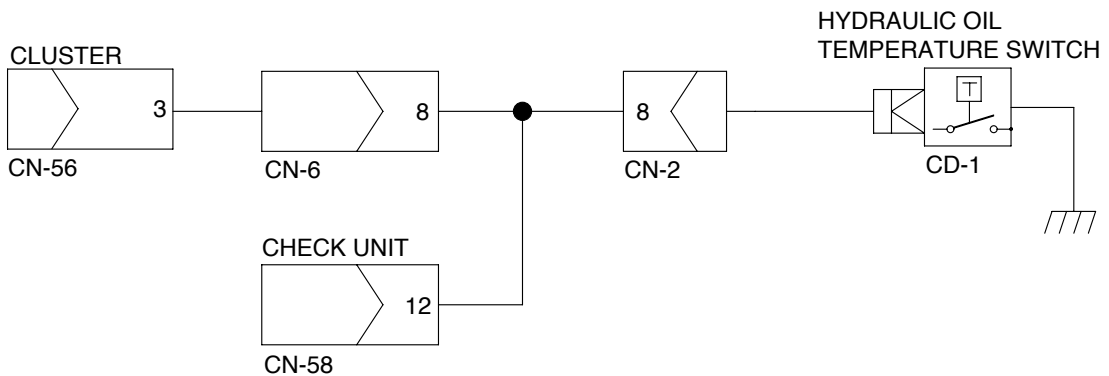 HYDRAULIC OIL
TEMPERATURE SWITCH
CLUSTER
3
CN-56
8
CN-6
8
CN-2
T
CD-1
CHECK UNIT
12
CN-58